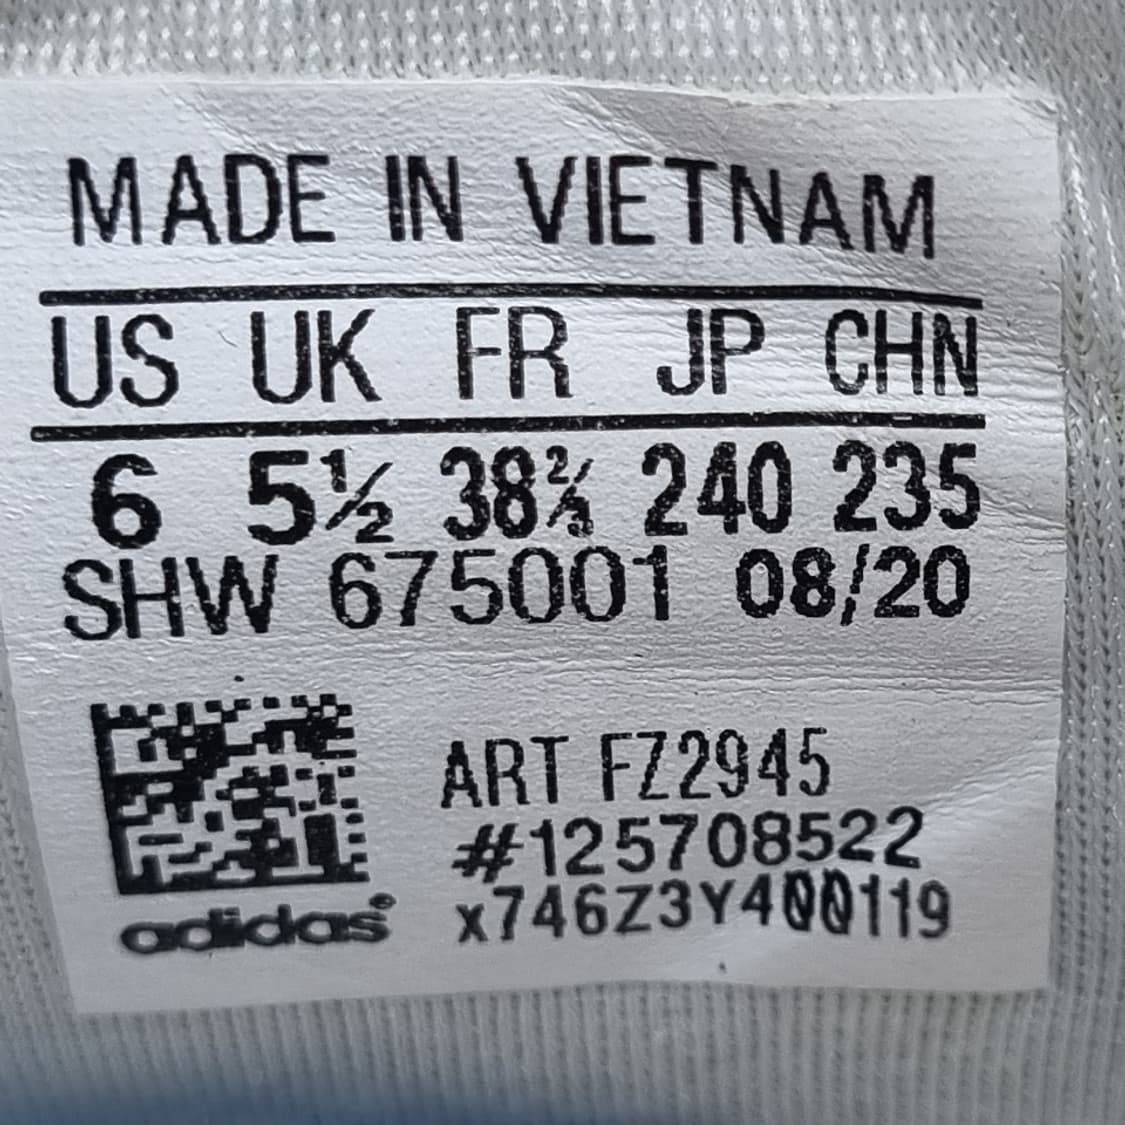 MADE IN VIETNAM
US UK FR JP CHN
6 5½ 38⅔ 240 235
SHW 675001 08/20
ART FZ2945
#125708522
x746Z3Y400119
adidas®